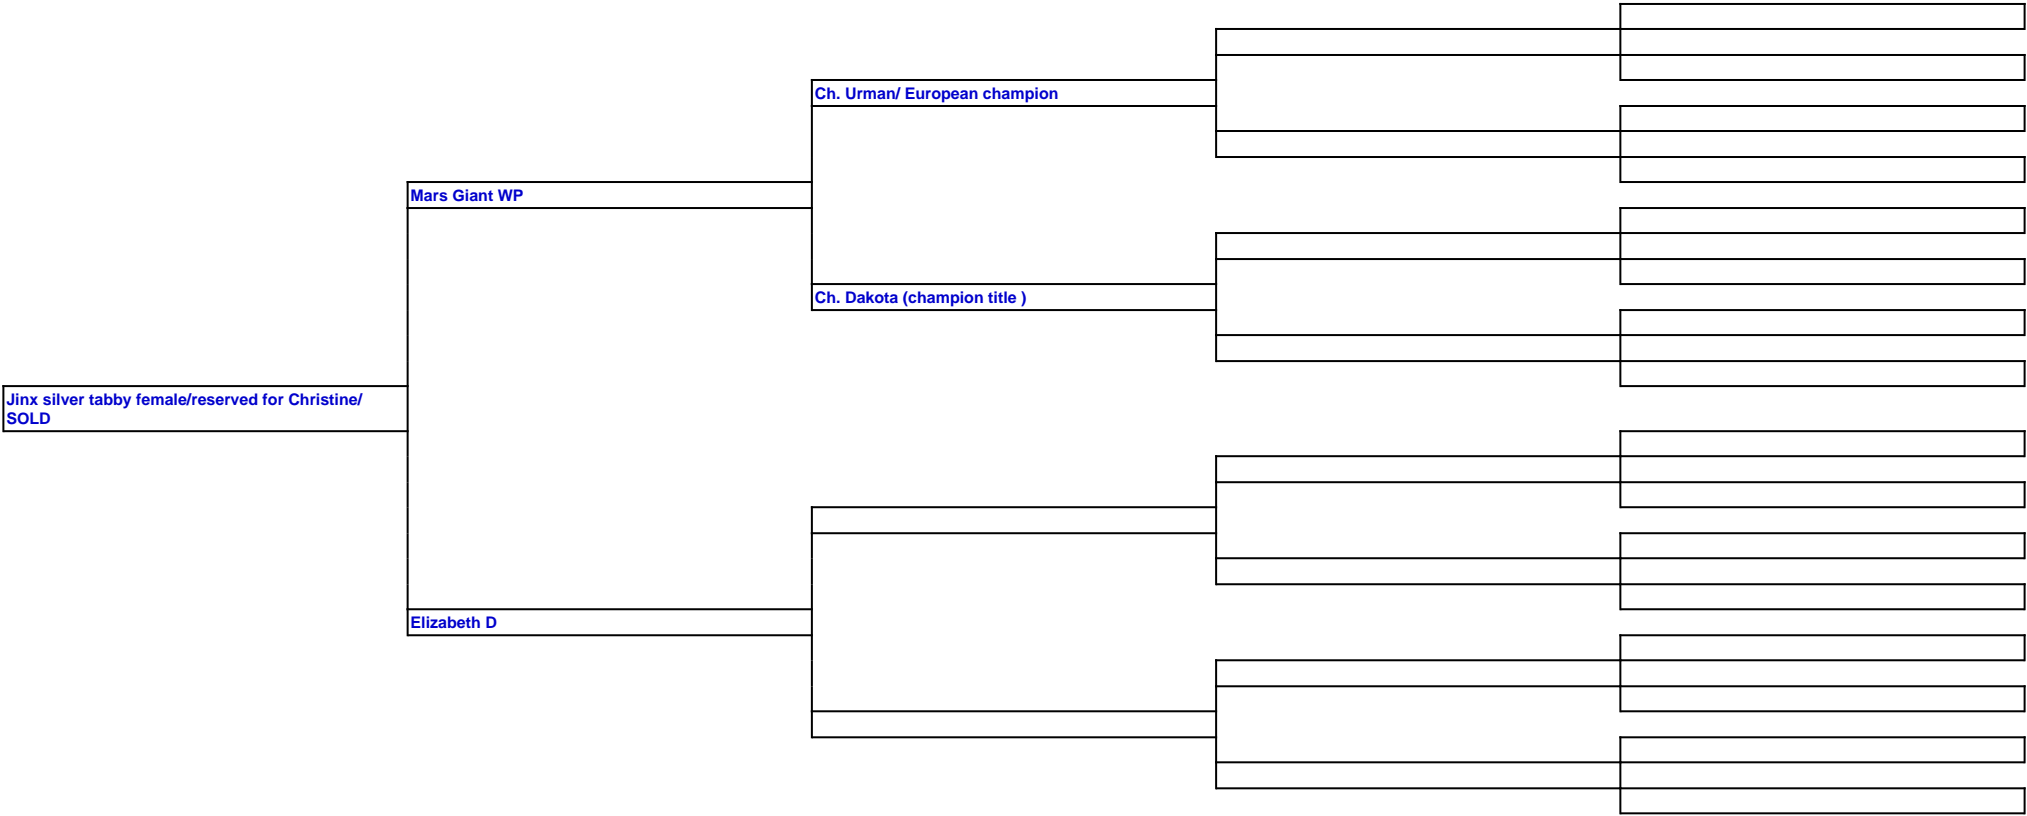 Ch. Urman/ European champion
Mars Giant WP
Ch. Dakota (champion title )
Jinx silver tabby female/reserved for Christine/
SOLD
Elizabeth D